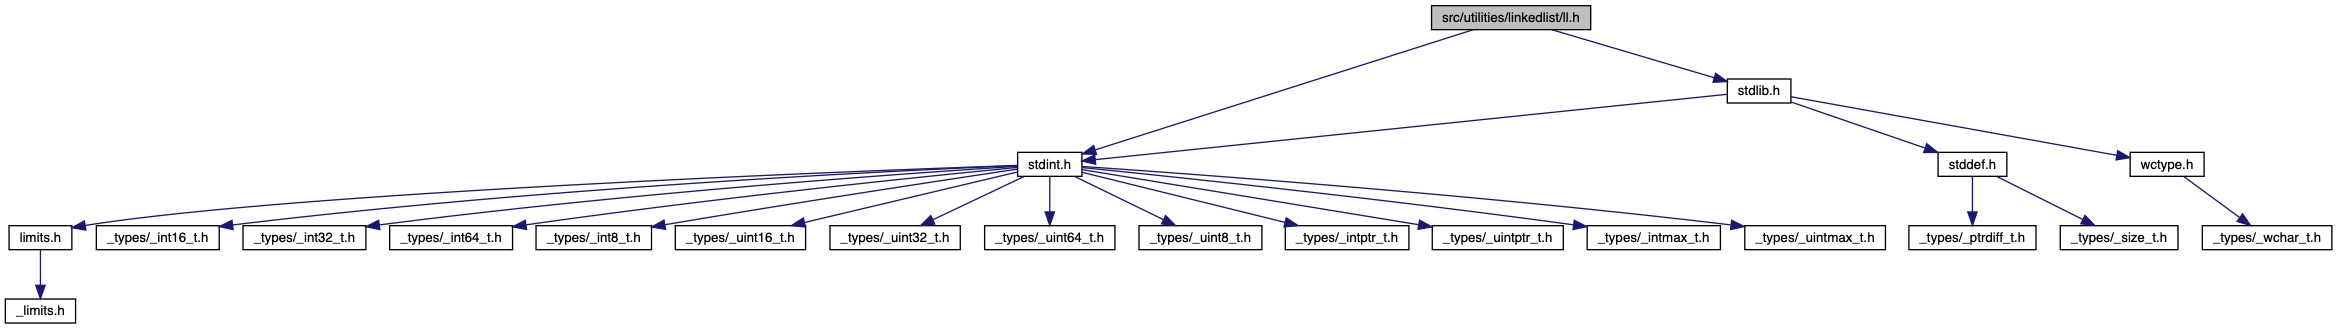 src/utilities/linkedlist/ll.h
stdlib.h
stdint.h
stddef.h
wctype.h
limits.h
_types/_int16_t.h
_types/_int32_t.h
_types/_int64_t.h
_types/_int8_t.h
_types/_uint16_t.h
_types/_uint32_t.h
_types/_uint64_t.h
_types/_uint8_t.h
_types/_intptr_t.h
_types/_uintptr_t.h
_types/_intmax_t.h
_types/_uintmax_t.h
_types/_ptrdiff_t.h
_types/_size_t.h
_types/_wchar_t.h
_limits.h